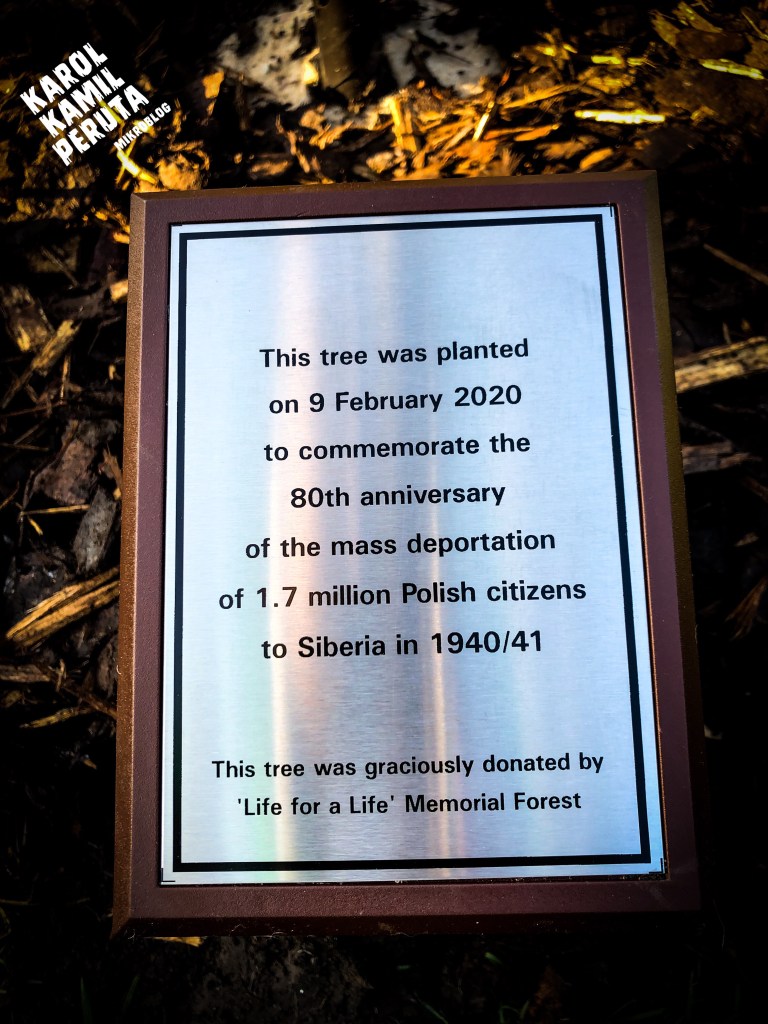 KAROL
KAMIL
PERUTA
MIKROBLOG
This tree was planted
on 9 February 2020
to commemorate the
80th anniversary
of the mass deportation
of 1.7 million Polish citizens
to Siberia in 1940/41
This tree was graciously donated by
'Life for a Life' Memorial Forest